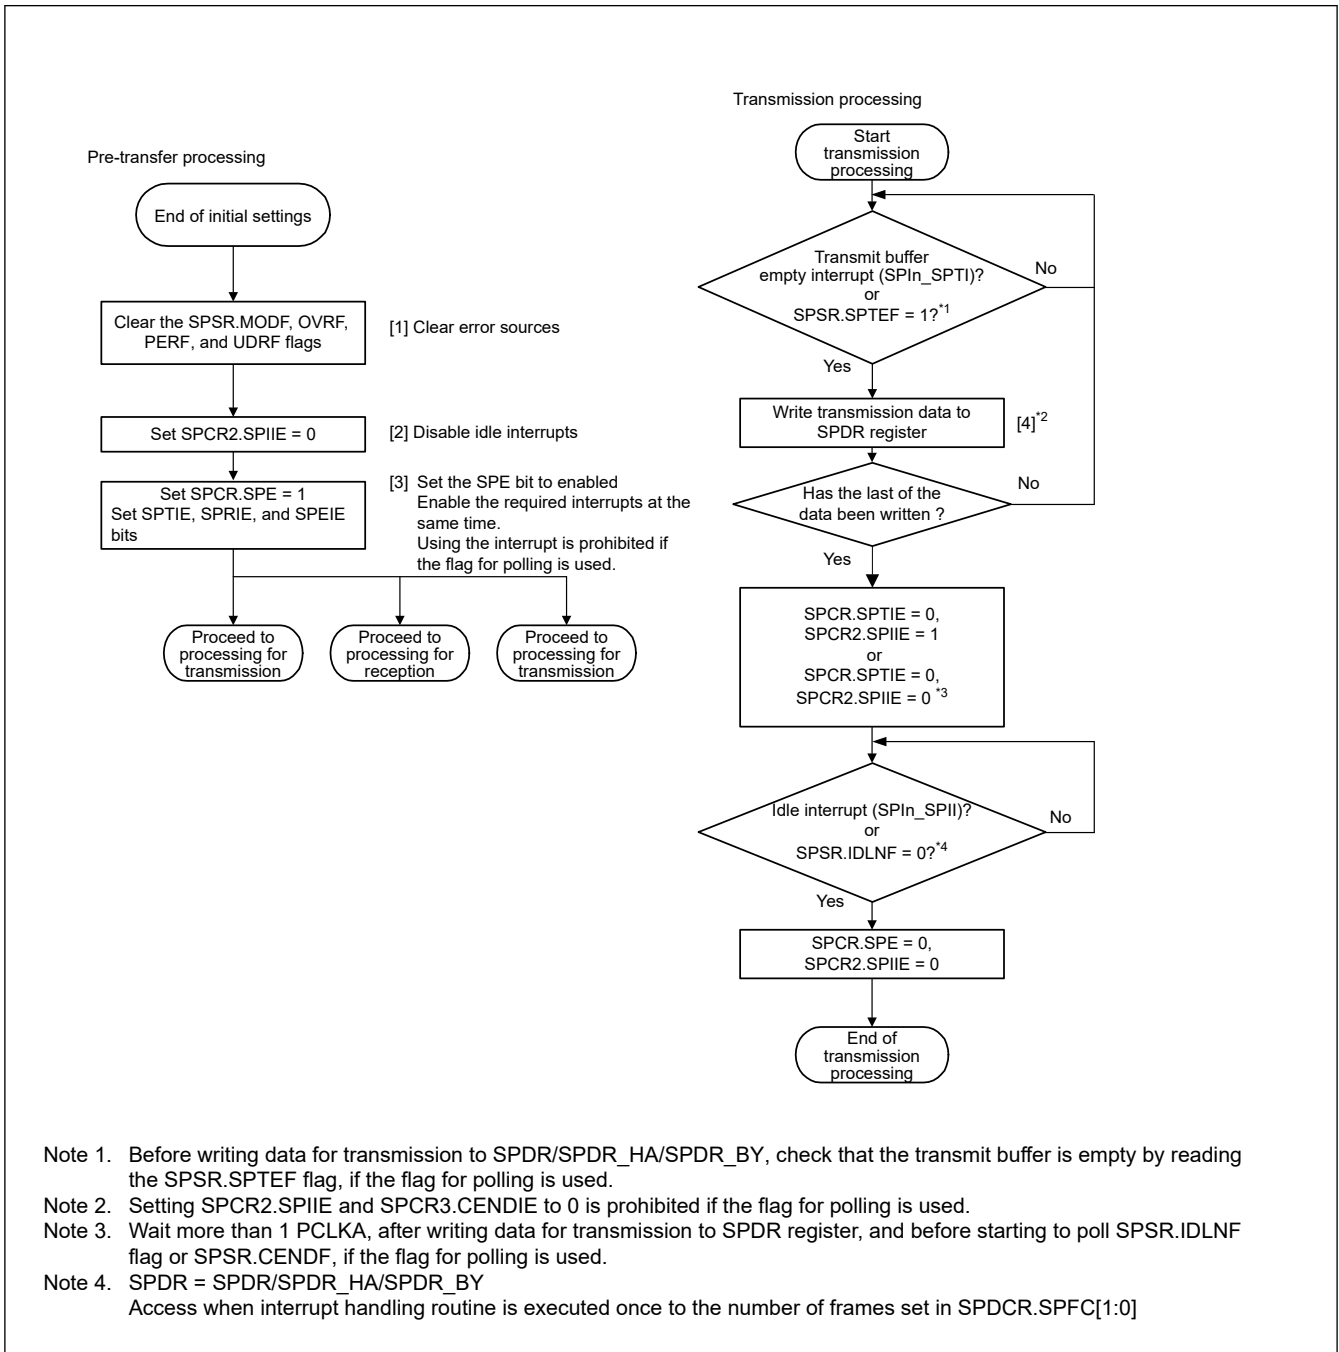 Pre-transfer processing
End of initial settings
Clear the SPSR.MODF, OVRF,
PERF, and UDRF flags
[1] Clear error sources
Set SPCR2.SPIIE = 0
[2] Disable idle interrupts
Set SPCR.SPE = 1
Set SPTIE, SPRIE, and SPEIE
bits
[3] Set the SPE bit to enabled
Enable the required interrupts at the
same time.
Using the interrupt is prohibited if
the flag for polling is used.
Proceed to
processing for
transmission
Proceed to
processing for
reception
Proceed to
processing for
transmission
Transmission processing
Start
transmission
processing
Transmit buffer
empty interrupt (SPIn_SPTI)?
or
SPSR.SPTEF = 1?*1
No
Yes
Write transmission data to
SPDR register
[4]*2
Has the last of the
data been written ?
No
Yes
SPCR.SPTIE = 0,
SPCR2.SPIIE = 1
or
SPCR.SPTIE = 0,
SPCR2.SPIIE = 0 *3
Idle interrupt (SPIn_SPII)?
or
SPSR.IDLNF = 0?*4
No
Yes
SPCR.SPE = 0,
SPCR2.SPIIE = 0
End of
transmission
processing
Note 1. Before writing data for transmission to SPDR/SPDR_HA/SPDR_BY, check that the transmit buffer is empty by reading
the SPSR.SPTEF flag, if the flag for polling is used.
Note 2. Setting SPCR2.SPIIE and SPCR3.CENDIE to 0 is prohibited if the flag for polling is used.
Note 3. Wait more than 1 PCLKA, after writing data for transmission to SPDR register, and before starting to poll SPSR.IDLNF
flag or SPSR.CENDF, if the flag for polling is used.
Note 4. SPDR = SPDR/SPDR_HA/SPDR_BY
Access when interrupt handling routine is executed once to the number of frames set in SPDCR.SPFC[1:0]